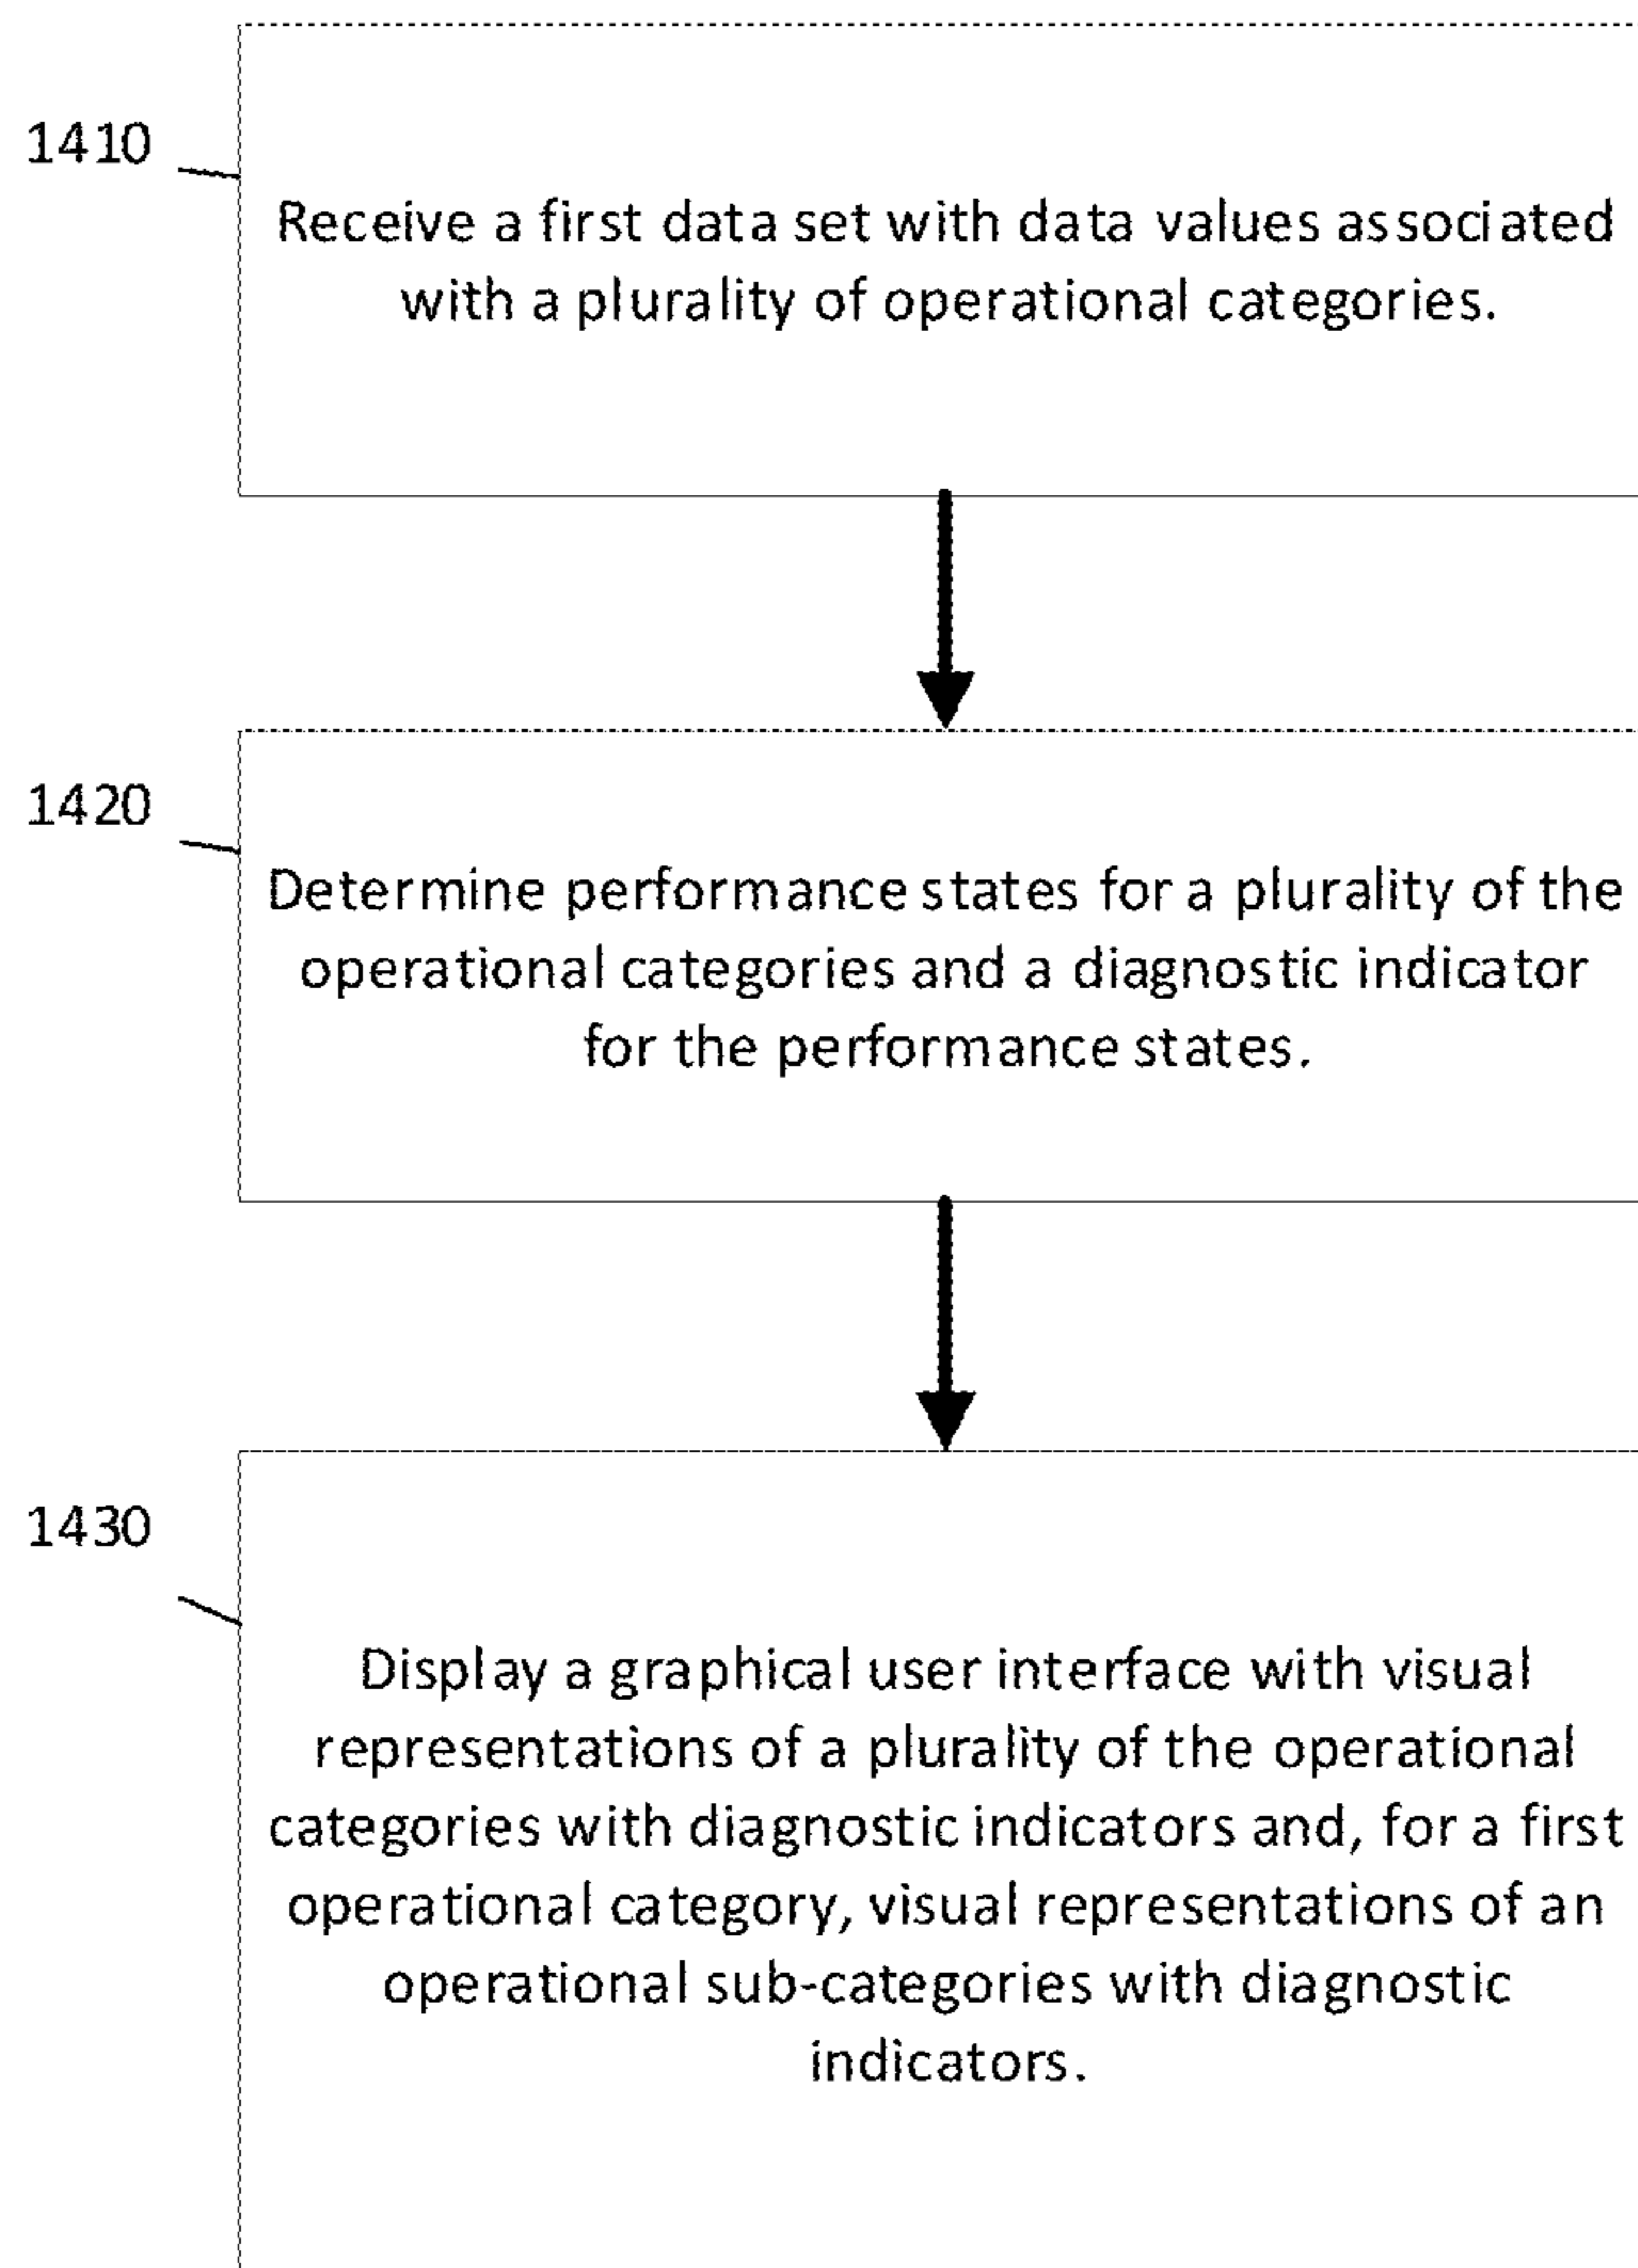 1410
Receive a first data set with data values associated
with a plurality of operational categories.
1420
Determine performance states for a plurality of the
operational categories and a diagnostic indicator
for the performance states.
1430
Display a graphical user interface with visual
representations of a plurality of the operational
categories with diagnostic indicators and, for a first
operational category, visual representations of an
operational sub-categories with diagnostic
indicators.